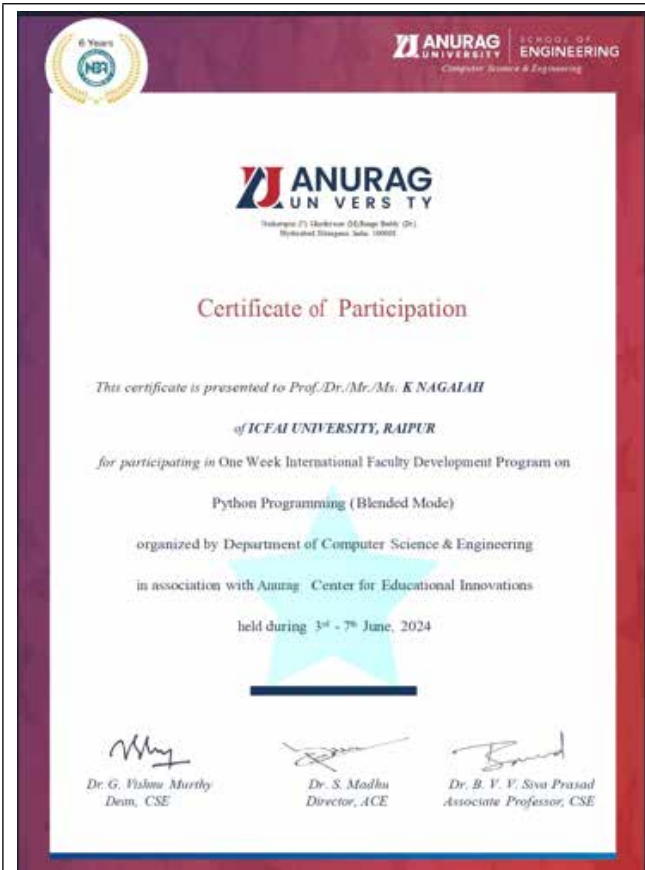 6 Years
NBA
ANURAG UNIVERSITY
SCHOOL OF ENGINEERING
Computer Science & Engineering
ANURAG
UN VERS TY
Certificate of Participation
This certificate is presented to Prof./Dr./Mr./Ms. K NAGAIAH
of ICFAI UNIVERSITY, RAIPUR
for participating in One Week International Faculty Development Program on
Python Programming (Blended Mode)
organized by Department of Computer Science & Engineering
in association with Anurag Center for Educational Innovations
held during 3rd - 7th June, 2024
Dr. G. Vishnu Murthy
Dean, CSE
Dr. S. Madhu
Director, ACE
Dr. B. V. V. Siva Prasad
Associate Professor, CSE